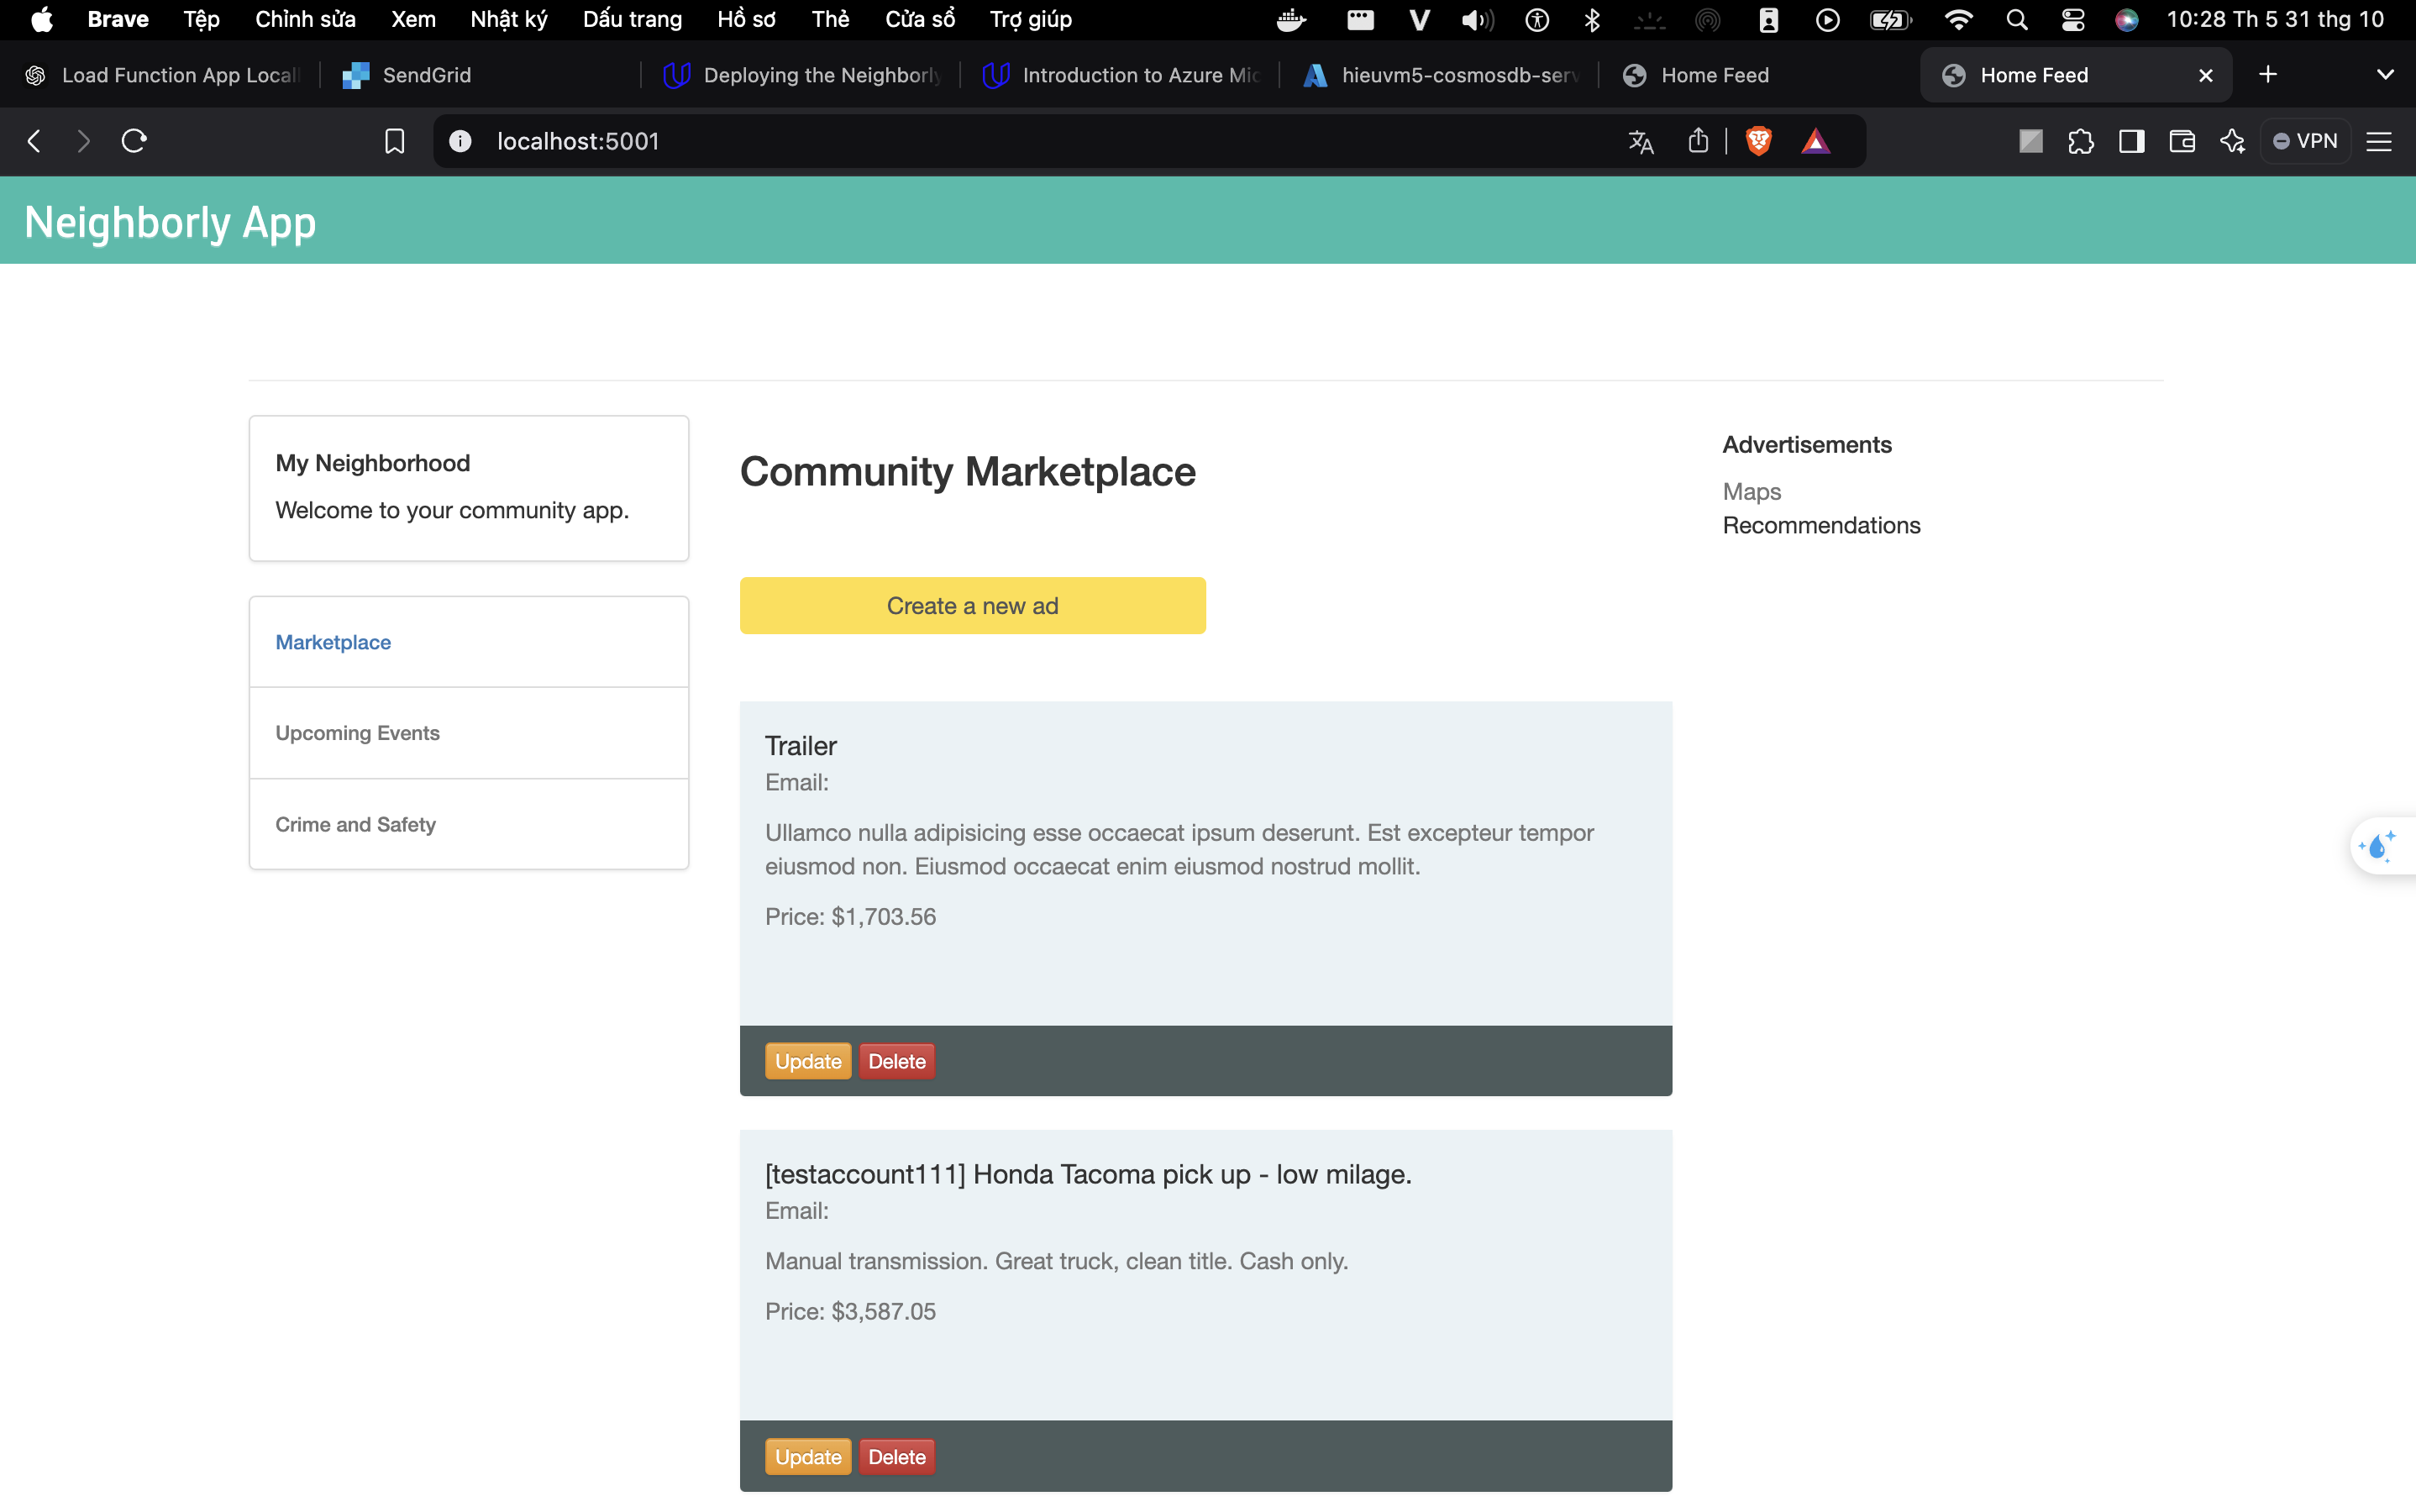 Brave Tệp Chỉnh sửa Xem Nhật ký Dấu trang Hồ sơ Thẻ Cửa sổ Trợ giúp 10:28 Th 5 31 thg 10
Load Function App Locall SendGrid Deploying the Neighborly Introduction to Azure Mic hieuvm5-cosmosdb-serv Home Feed Home Feed
localhost:5001 VPN
Neighborly App
My Neighborhood
Welcome to your community app.
Marketplace
Upcoming Events
Crime and Safety
Community Marketplace
Create a new ad
Trailer
Email:
Ullamco nulla adipisicing esse occaecat ipsum deserunt. Est excepteur tempor
eiusmod non. Eiusmod occaecat enim eiusmod nostrud mollit.
Price: $1,703.56
Update Delete
[testaccount111] Honda Tacoma pick up - low milage.
Email:
Manual transmission. Great truck, clean title. Cash only.
Price: $3,587.05
Update Delete
Advertisements
Maps
Recommendations